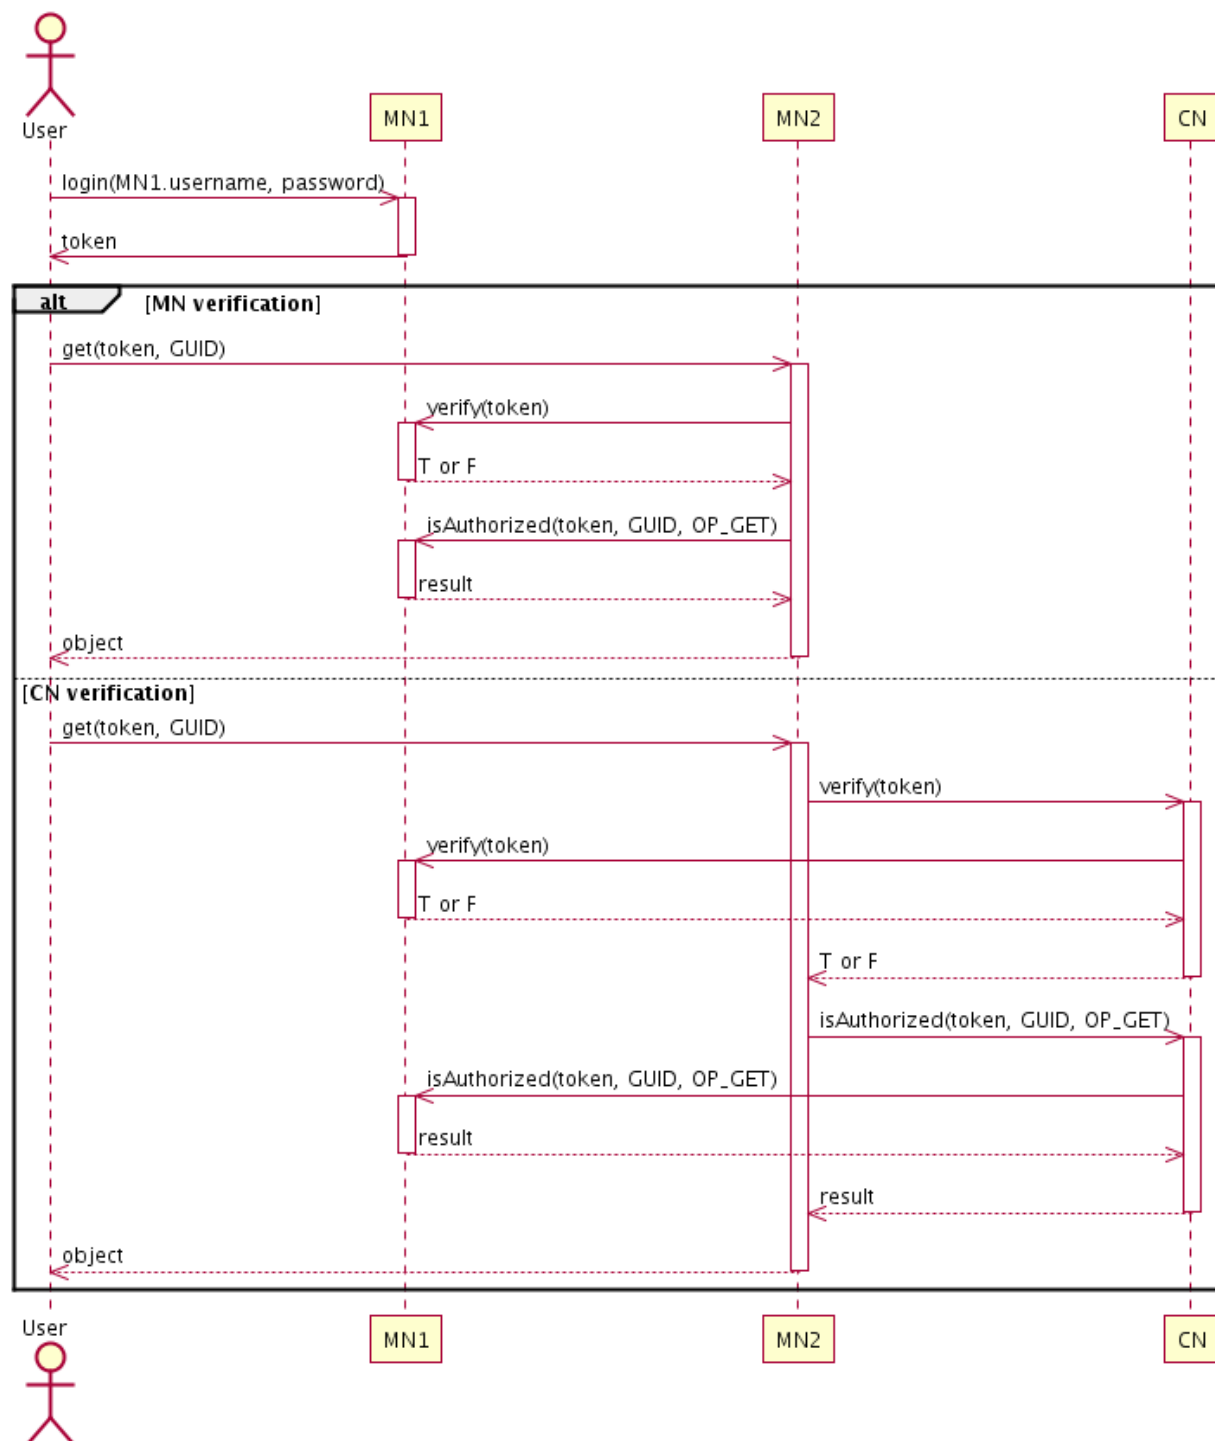 User
MN1
MN2
CN
login(MN1.username, password)
token
alt
[MN verification]
get(token, GUID)
verify(token)
T or F
isAuthorized(token, GUID, OP_GET)
result
object
[CN verification]
get(token, GUID)
verify(token)
verify(token)
T or F
T or F
isAuthorized(token, GUID, OP_GET)
isAuthorized(token, GUID, OP_GET)
result
result
object
User
MN1
MN2
CN